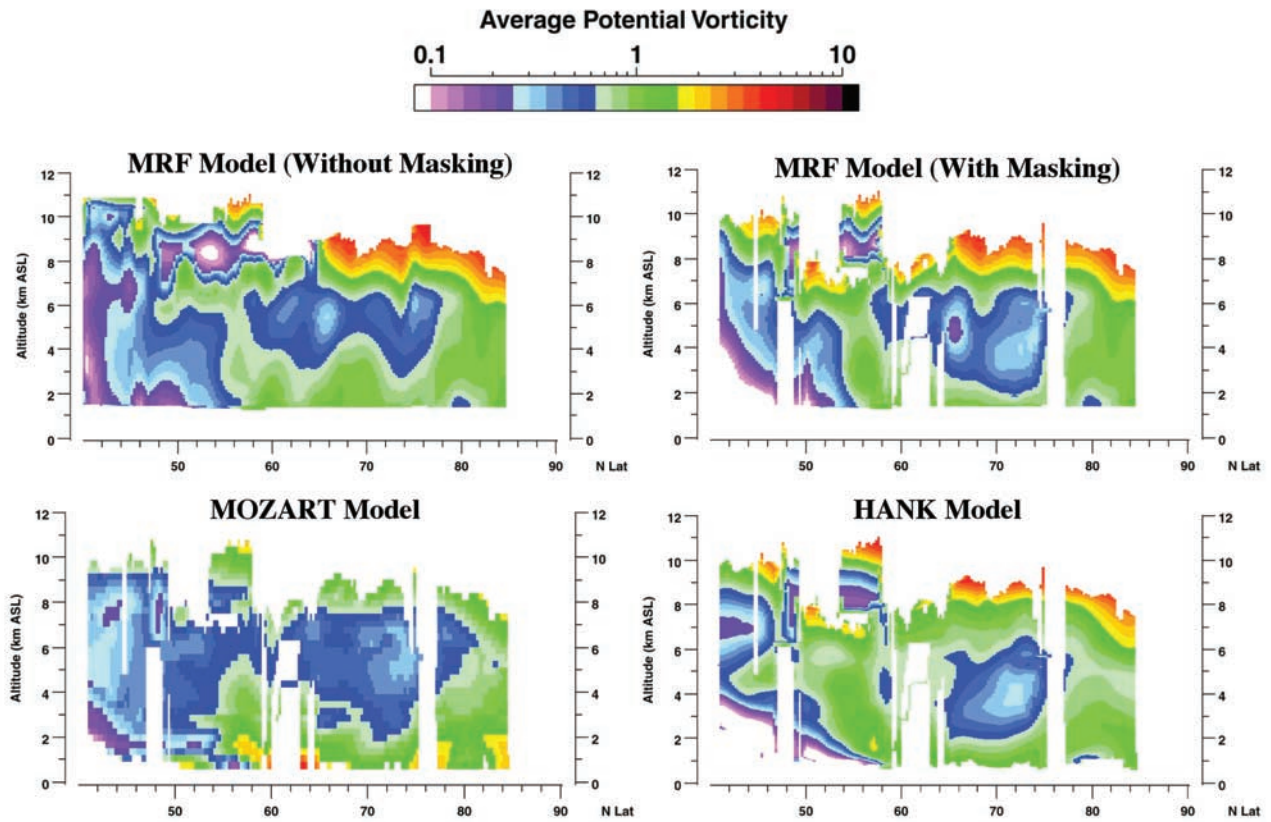 Average Potential Vorticity
0.1 1 10
MRF Model (Without Masking)
MRF Model (With Masking)
12 12
10 10
8 8
6 6
4 4
2 2
0 0
Altitude (km ASL)
50 60 70 80 90 N Lat
12 12
10 10
8 8
6 6
4 4
2 2
0 0
Altitude (km ASL)
50 60 70 80 90 N Lat
MOZART Model
HANK Model
12 12
10 10
8 8
6 6
4 4
2 2
0 0
Altitude (km ASL)
50 60 70 80 90 N Lat
12 12
10 10
8 8
6 6
4 4
2 2
0 0
Altitude (km ASL)
50 60 70 80 90 N Lat